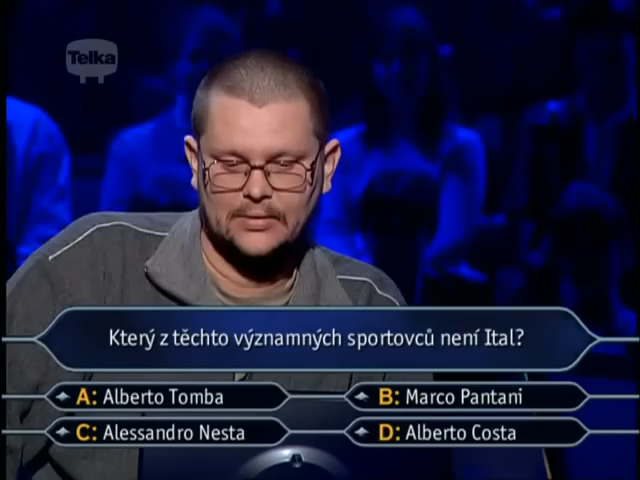 Telka
Který z těchto významných sportovců není Ital?
A: Alberto Tomba
B: Marco Pantani
C: Alessandro Nesta
D: Alberto Costa